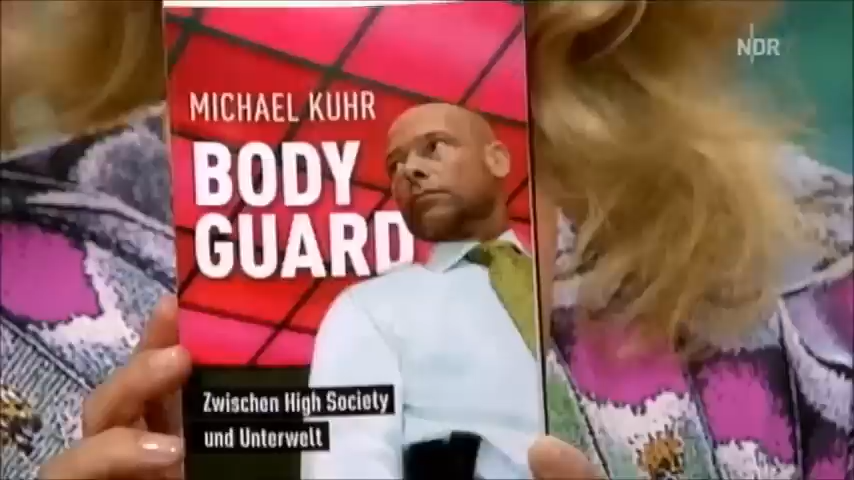 NDR
MICHAEL KUHR
BODY
GUARD
Zwischen High Society
und Unterwelt